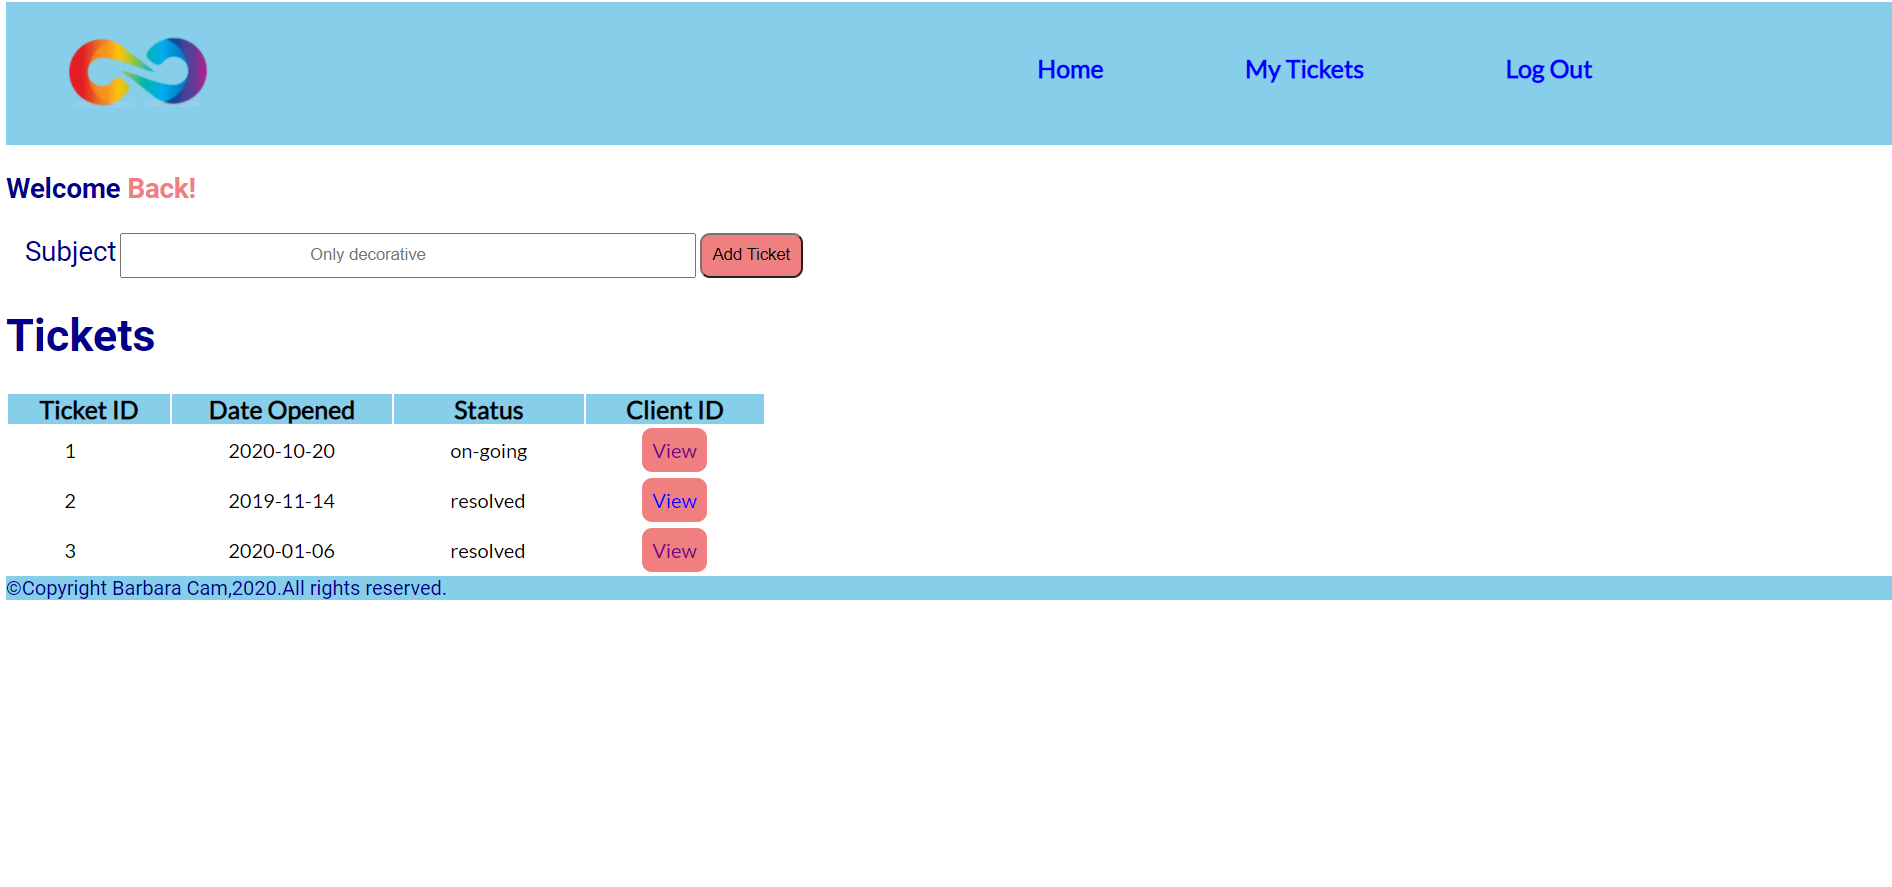 Home My Tickets Log Out
Welcome Back!
Subject Only decorative Add Ticket
Tickets
Ticket ID Date Opened Status Client ID
1 2020-10-20 on-going View
2 2019-11-14 resolved View
3 2020-01-06 resolved View
©Copyright Barbara Cam,2020.All rights reserved.